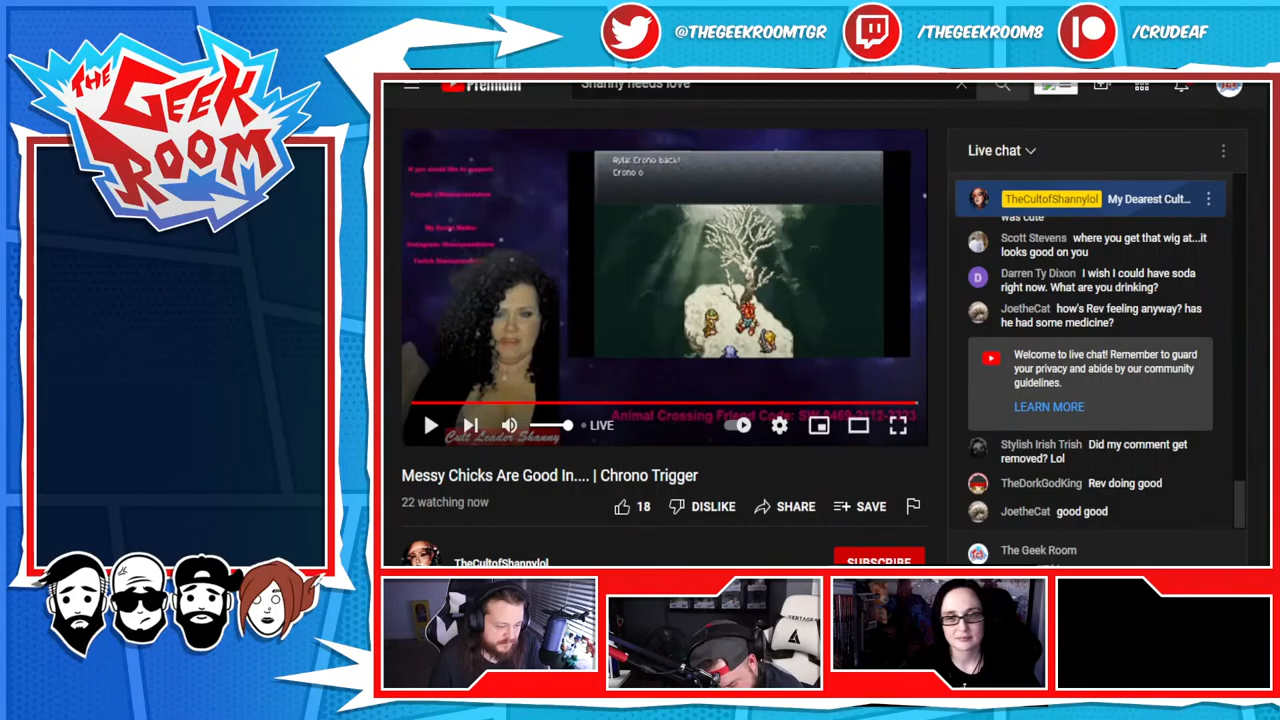 THE
GEEK
ROOM
@THEGEEKROOMTGR
/THEGEEKROOM8
/CRUDEAF
Premium
Shanny needs love
If you would like to support:
My Social Medias
Ayla: Crono back!
Crono o
Animal Crossing Friend Code: SW 8469-2112-3323
LIVE
Cult Leader Shanny
Messy Chicks Are Good In.... | Chrono Trigger
22 watching now
18
DISLIKE
SHARE
SAVE
TheCultofShannylol
SUBSCRIBE
Live chat
TheCultofShannylol My Dearest Cult...
was cute
Scott Stevens where you get that wig at...it
looks good on you
D
Darren Ty Dixon I wish I could have soda
right now. What are you drinking?
JoetheCat how's Rev feeling anyway? has
he had some medicine?
Welcome to live chat! Remember to guard
your privacy and abide by our community
guidelines.
LEARN MORE
Stylish Irish Trish Did my comment get
removed? Lol
TheDorkGodKing Rev doing good
JoetheCat good good
The Geek Room